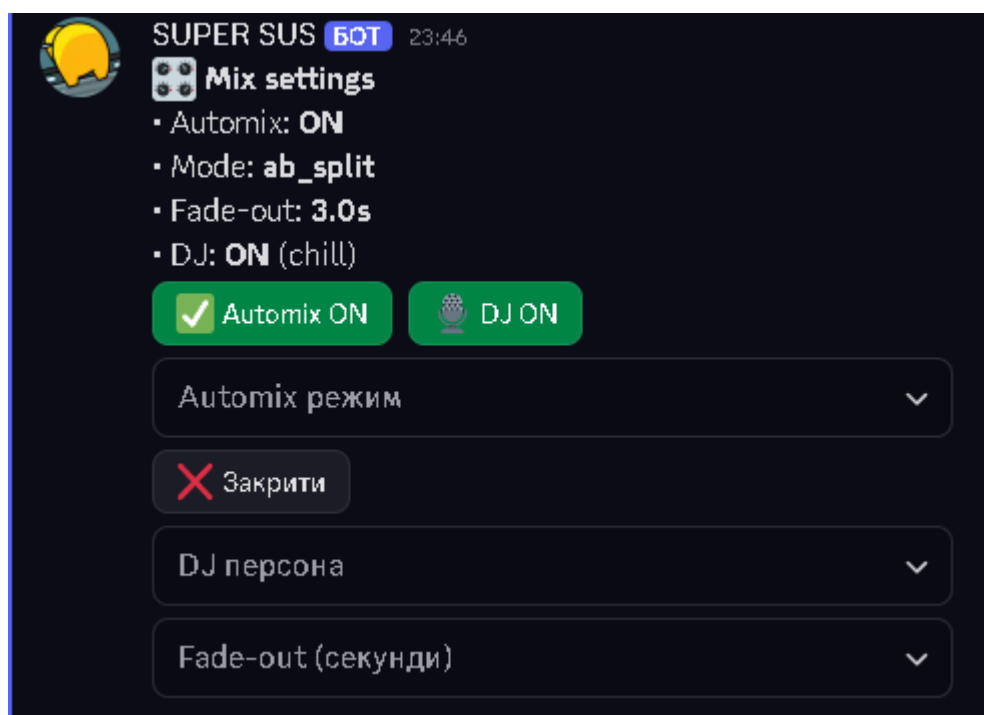 SUPER SUS БОТ 23:46
Mix settings
• Automix: ON
• Mode: ab_split
• Fade-out: 3.0s
• DJ: ON (chill)
Automix ON DJ ON
Automix режим
Закрити
DJ персона
Fade-out (секунди)